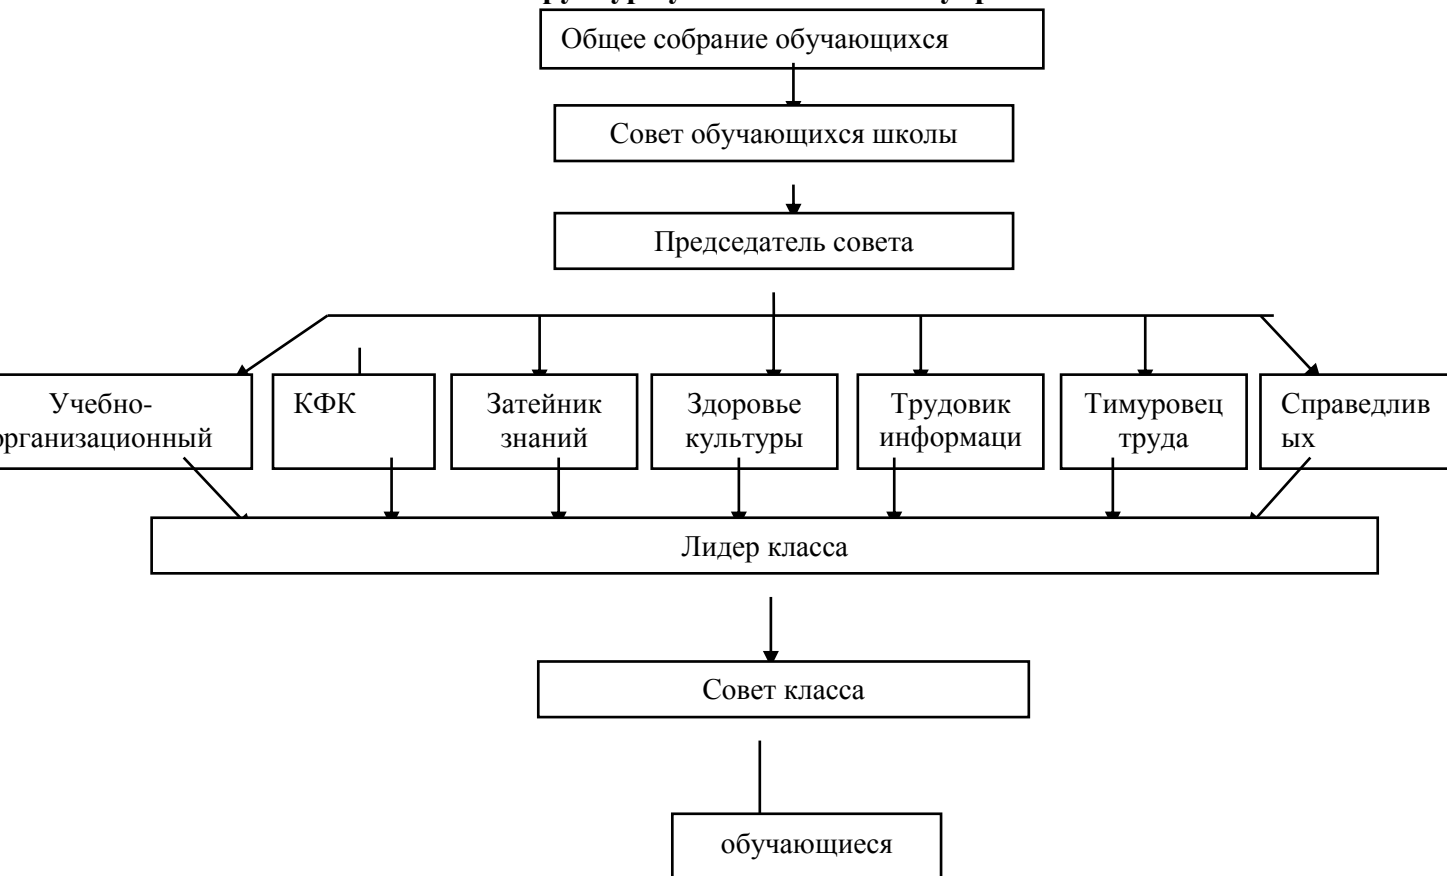 Общее собрание обучающихся
Совет обучающихся школы
Председатель совета
Учебно-
организационный
КФК
Затейник
знаний
Здоровье
культуры
Трудовик
информаци
Тимуровец
труда
Справедлив
ых
Лидер класса
Совет класса
обучающиеся